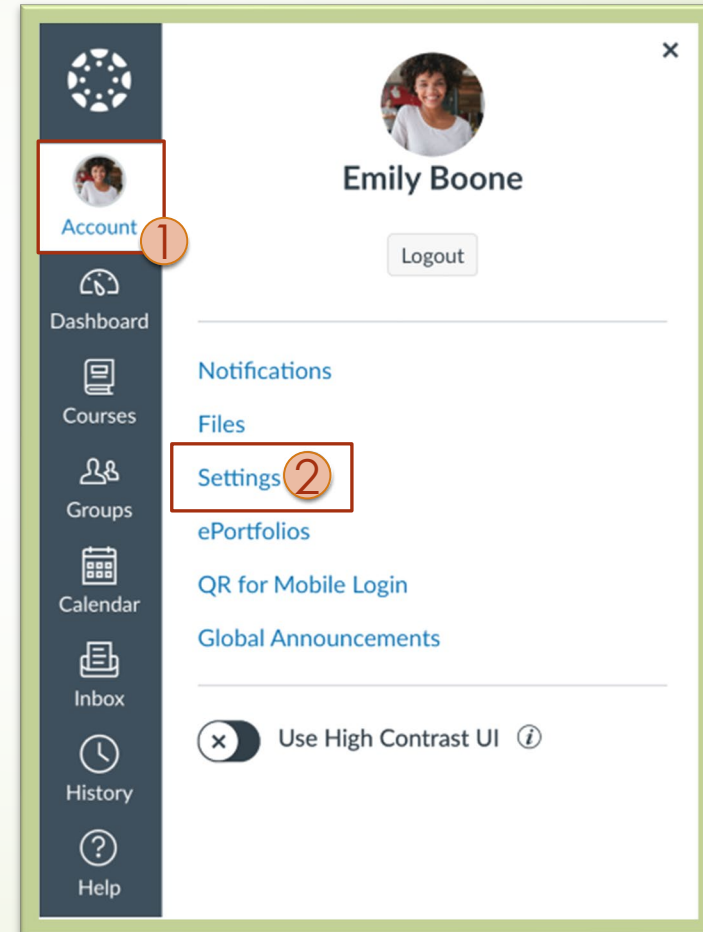 Account
1
Dashboard
Courses
Groups
Calendar
Inbox
History
Help
Emily Boone
Logout
Notifications
Files
Settings 2
ePortfolios
QR for Mobile Login
Global Announcements
Use High Contrast UI i